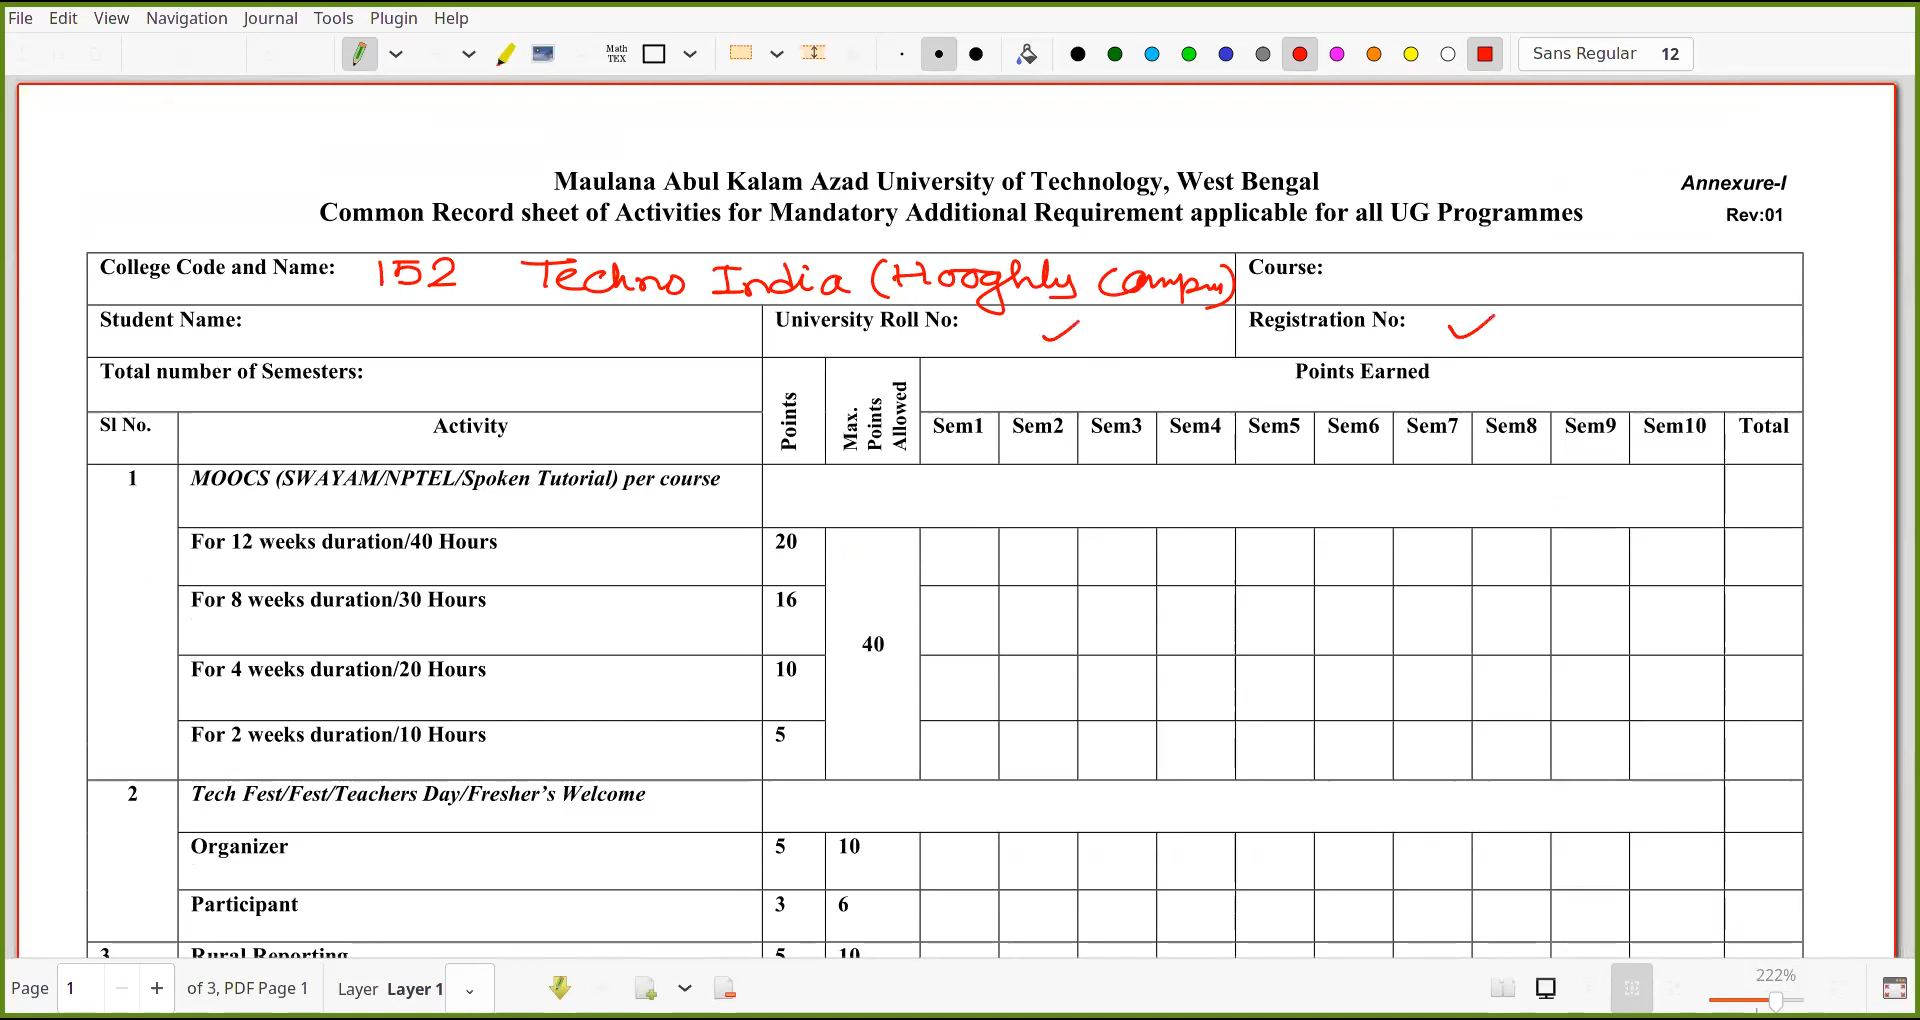 File Edit View Navigation Journal Tools Plugin Help
Math TEX Sans Regular 12
Maulana Abul Kalam Azad University of Technology, West Bengal
Annexure-I
Common Record sheet of Activities for Mandatory Additional Requirement applicable for all UG Programmes
Rev:01
College Code and Name: 152 Techno India (Hooghly Campus) Course:
Student Name: University Roll No: Registration No:
Total number of Semesters: Points Max. Points Allowed Points Earned
Sl No. Activity Sem1 Sem2 Sem3 Sem4 Sem5 Sem6 Sem7 Sem8 Sem9 Sem10 Total
1 MOOCS (SWAYAM/NPTEL/Spoken Tutorial) per course
For 12 weeks duration/40 Hours 20
For 8 weeks duration/30 Hours 16
40
For 4 weeks duration/20 Hours 10
For 2 weeks duration/10 Hours 5
2 Tech Fest/Fest/Teachers Day/Fresher's Welcome
Organizer 5 10
Participant 3 6
3 Rural Reporting 5 10
Page 1 of 3, PDF Page 1 Layer Layer 1 222%